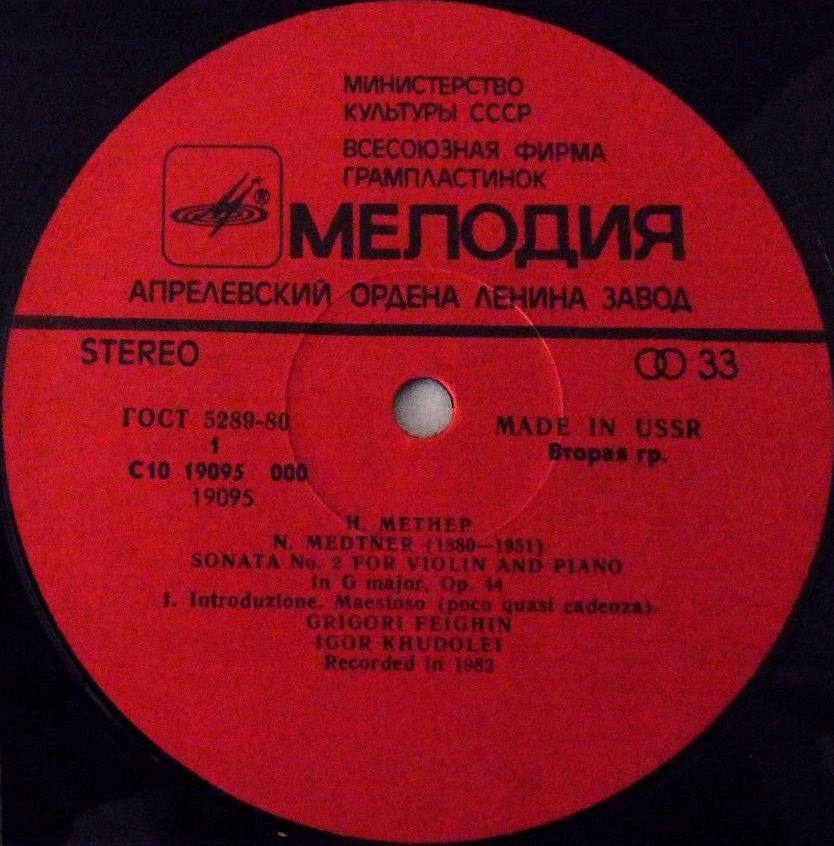 МИНИСТЕРСТВО
КУЛЬТУРЫ СССР
ВСЕСОЮЗНАЯ ФИРМА
ГРАМПЛАСТИНОК
®
МЕЛОДИЯ
АПРЕЛЕВСКИЙ ОРДЕНА ЛЕНИНА ЗАВОД
STEREO 33
ГОСТ 5289-80 MADE IN USSR
1 Вторая гр.
С10 19095 000
19095
Н. МЕТНЕР
N. MEDTNER (1880—1951)
SONATA No. 2 FOR VIOLIN AND PIANO
in G major, Op. 44
1. Introduzione. Maestoso (poco quasi cadenza).
GRIGORI FEIGHIN
IGOR KHUDOLEI
Recorded in 1982